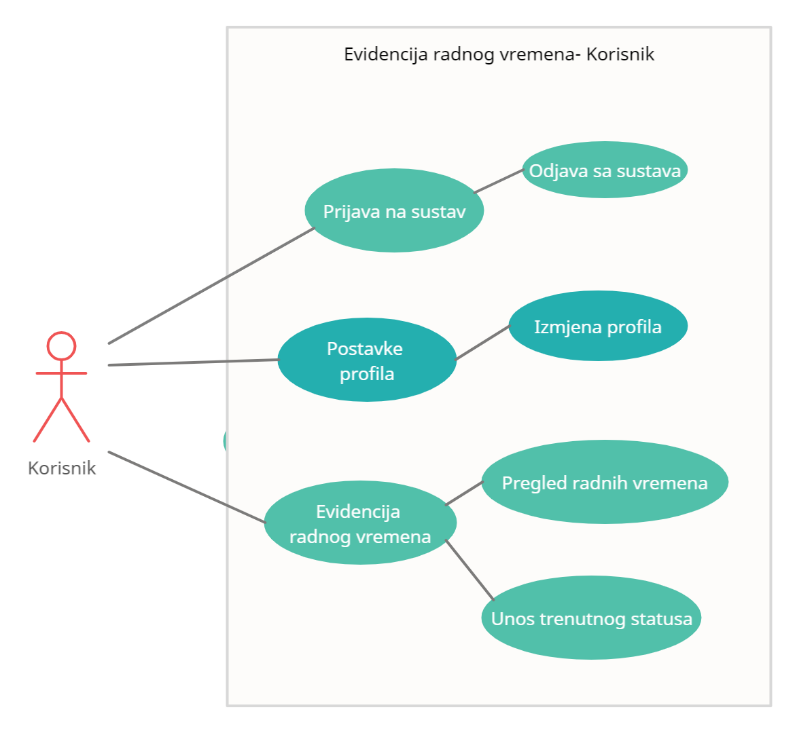 Evidencija radnog vremena- Korisnik
Odjava sa sustava
Prijava na sustav
Izmjena profila
Postavke
profila
Korisnik
Pregled radnih vremena
Evidencija
radnog vremena
Unos trenutnog statusa